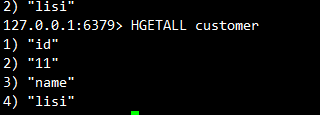 2) "lisi"
127.0.0.1:6379> HGETALL customer
1) "id"
2) "11"
3) "name"
4) "lisi"